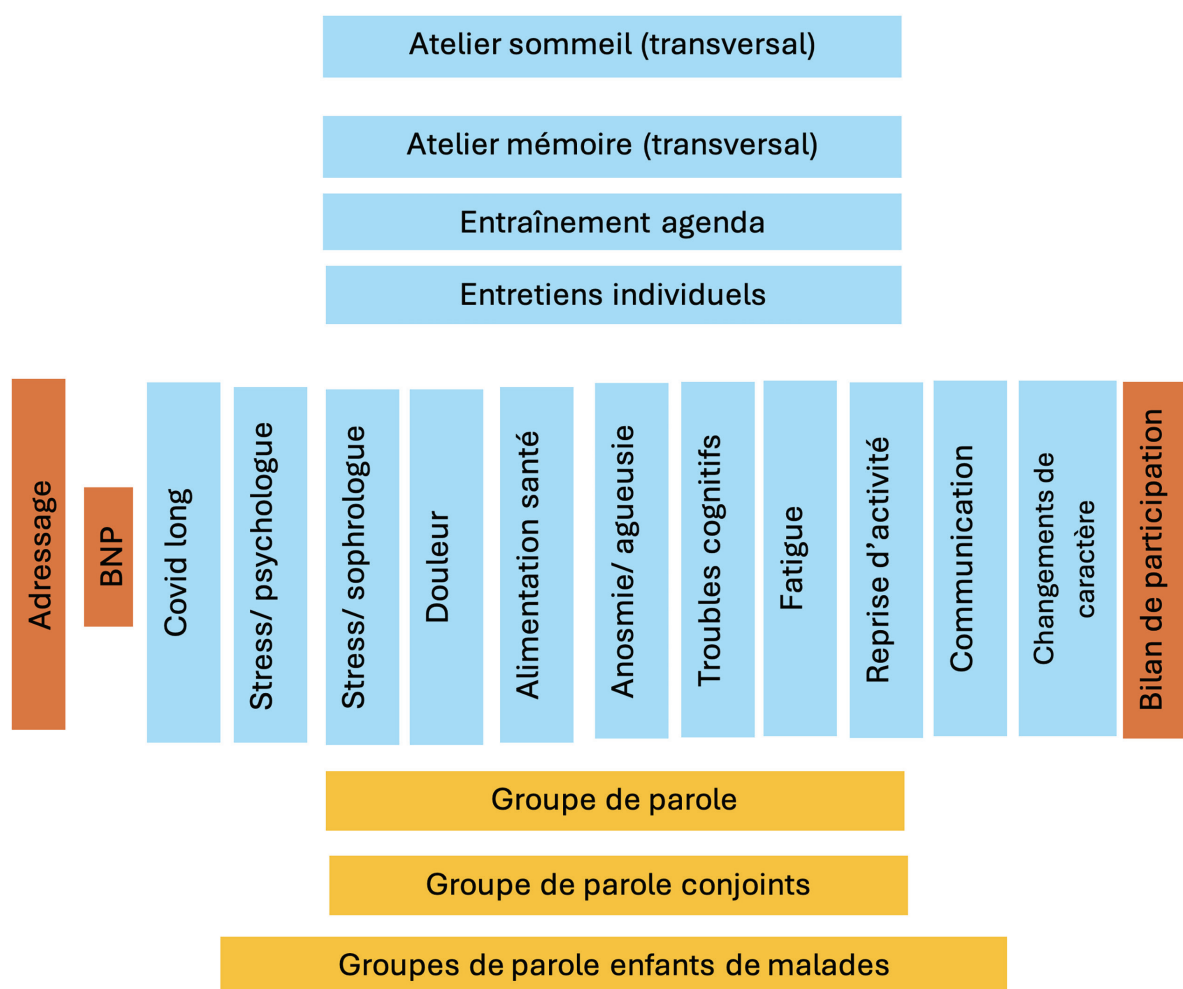 Atelier sommeil (transversal)
Atelier mémoire (transversal)
Entraînement agenda
Entretiens individuels
Adressage
BNP
Covid long
Stress/ psychologue
Stress/ sophrologue
Douleur
Alimentation santé
Anosmie/ agueusie
Troubles cognitifs
Fatigue
Reprise d’activité
Communication
Changements de
caractère
Bilan de participation
Groupe de parole
Groupe de parole conjoints
Groupes de parole enfants de malades